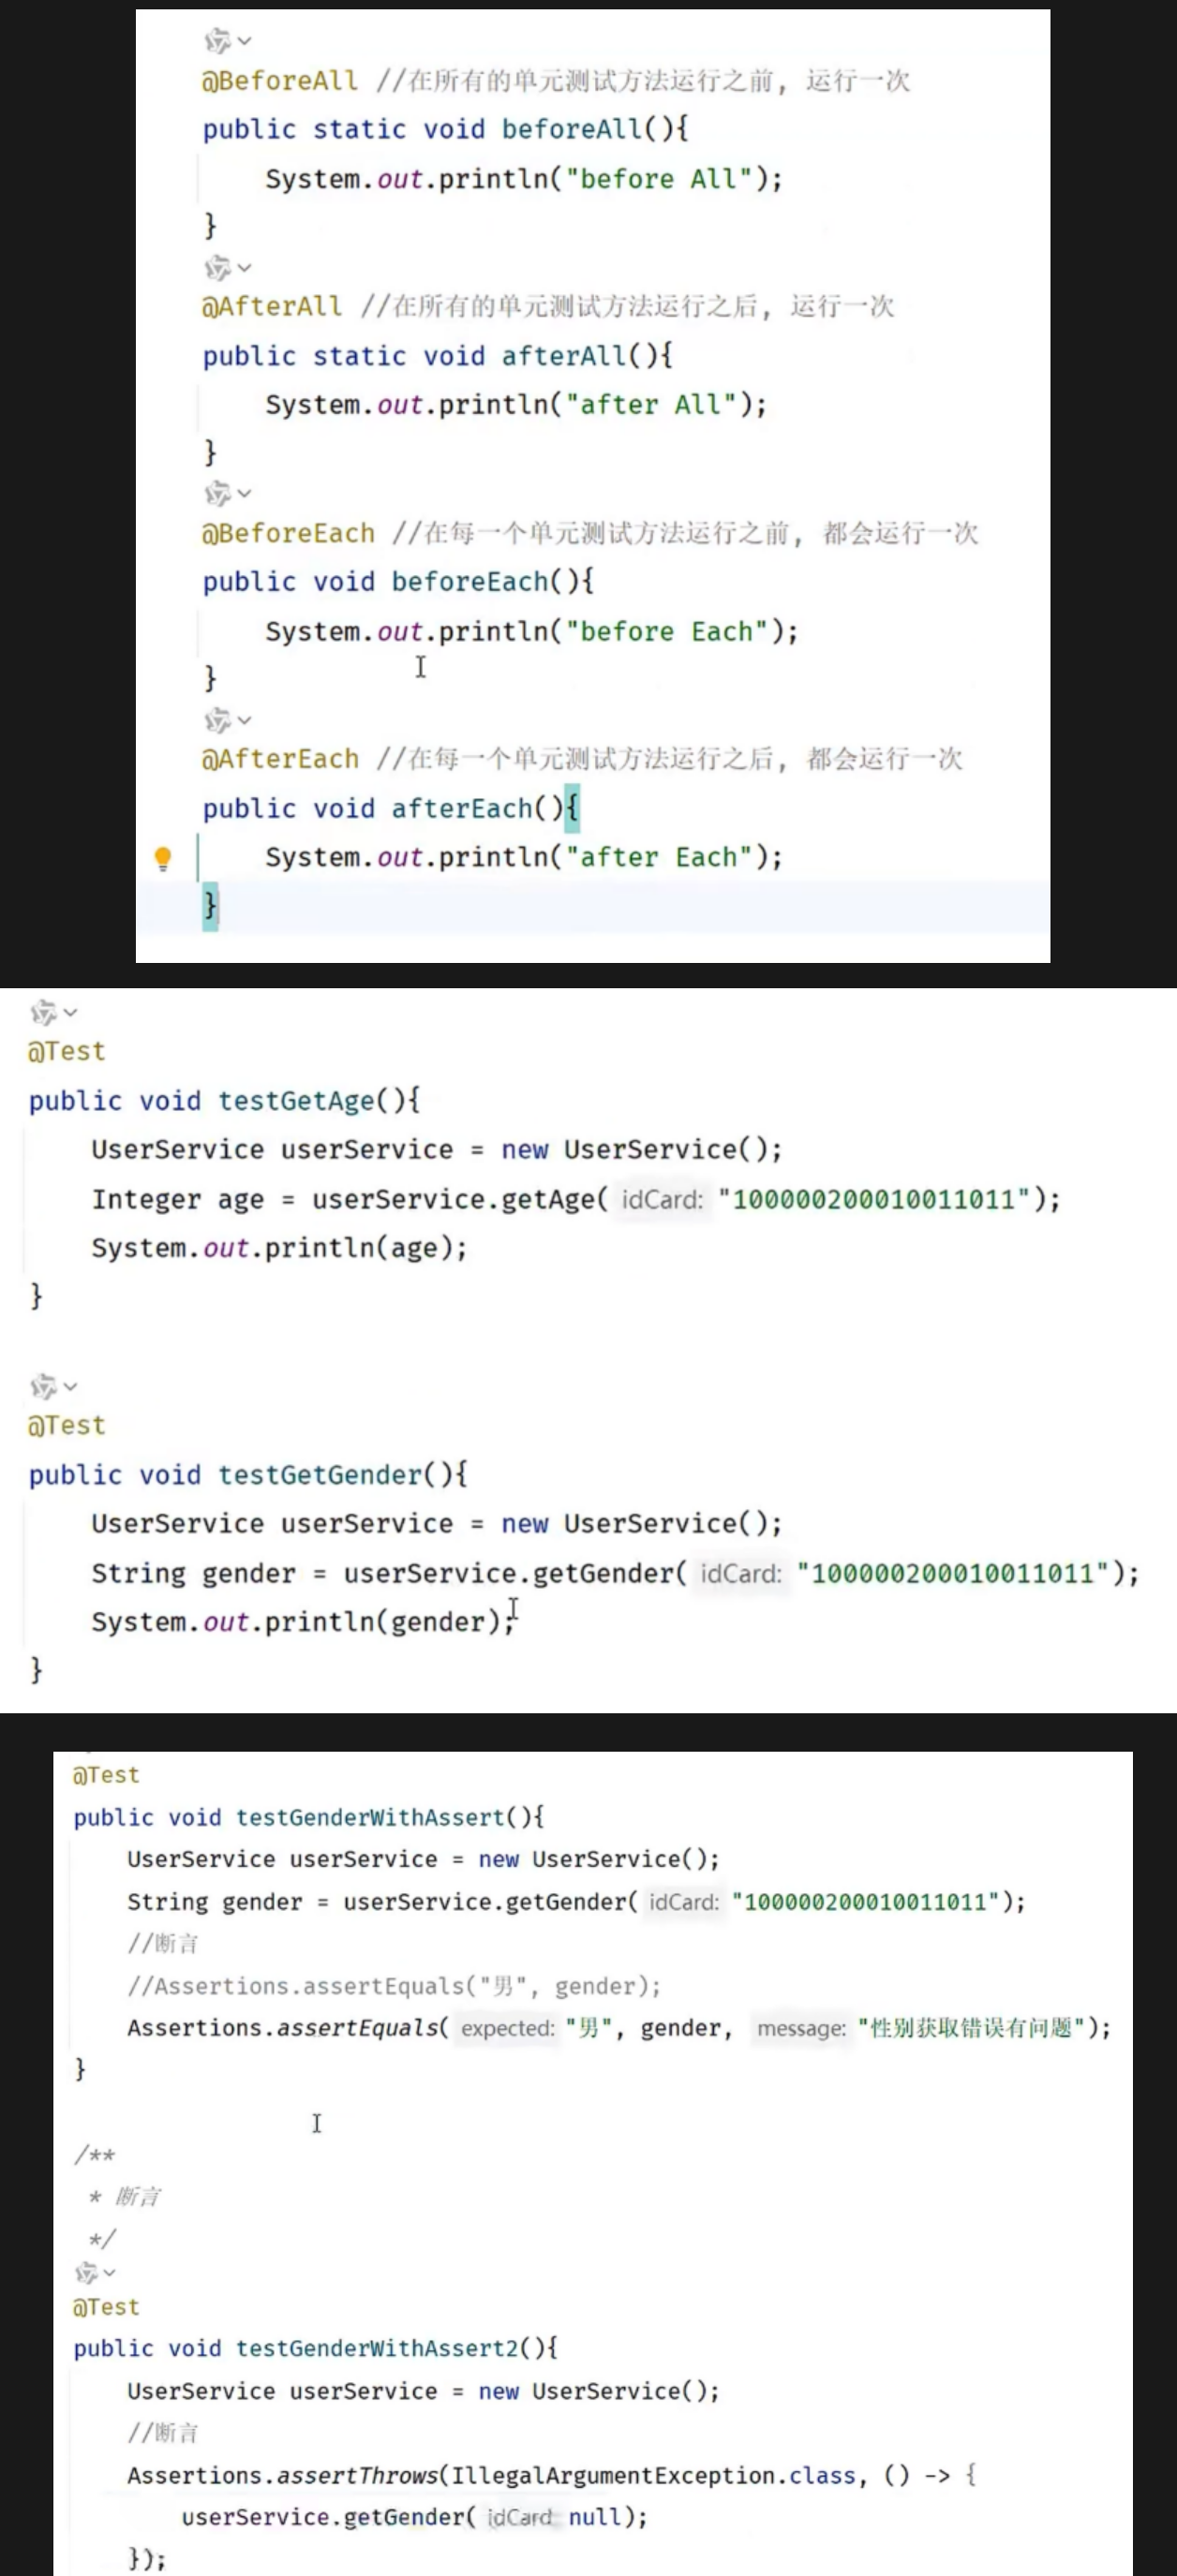 @BeforeAll //在所有的单元测试方法运行之前, 运行一次
public static void beforeAll(){
System.out.println("before All");
}
@AfterAll //在所有的单元测试方法运行之后, 运行一次
public static void afterAll(){
System.out.println("after All");
}
@BeforeEach //在每一个单元测试方法运行之前, 都会运行一次
public void beforeEach(){
System.out.println("before Each");
}
@AfterEach //在每一个单元测试方法运行之后, 都会运行一次
public void afterEach(){
System.out.println("after Each");
}
@Test
public void testGetAge(){
UserService userService = new UserService();
Integer age = userService.getAge( idCard: "100000200010011011");
System.out.println(age);
}
@Test
public void testGetGender(){
UserService userService = new UserService();
String gender = userService.getGender( idCard: "100000200010011011");
System.out.println(gender);
}
@Test
public void testGenderWithAssert(){
UserService userService = new UserService();
String gender = userService.getGender( idCard: "100000200010011011");
//断言
//Assertions.assertEquals("男", gender);
Assertions.assertEquals( expected: "男", gender, message: "性别获取错误有问题");
}
/**
* 断言
*/
@Test
public void testGenderWithAssert2(){
UserService userService = new UserService();
//断言
Assertions.assertThrows(IllegalArgumentException.class, () -> {
userService.getGender( idCard: null);
});